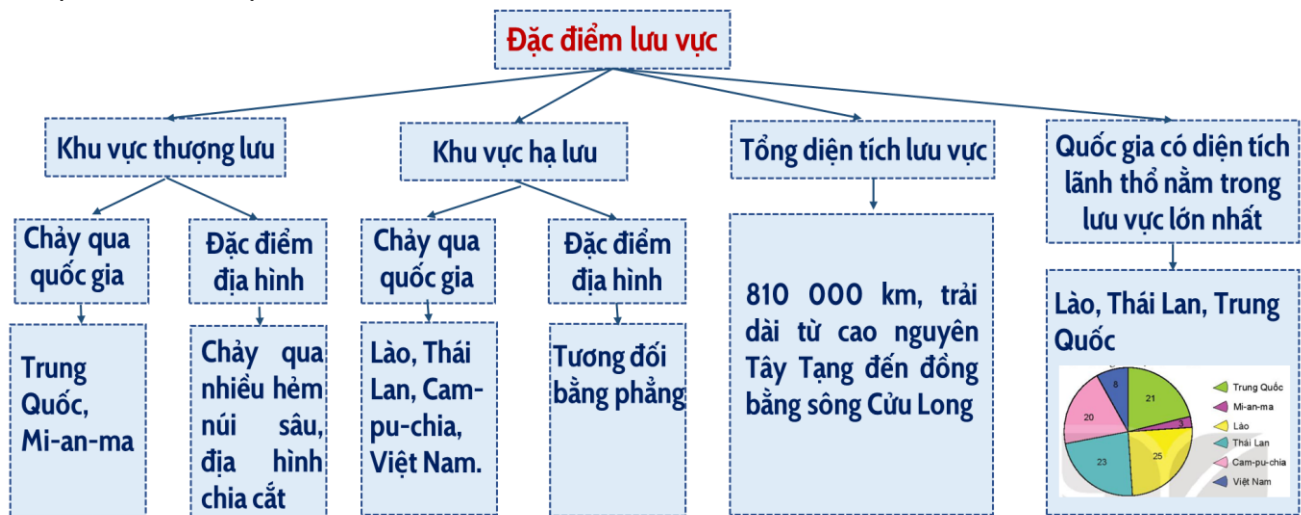 Đặc điểm lưu vực
Khu vực thượng lưu
Khu vực hạ lưu
Tổng diện tích lưu vực
Quốc gia có diện tích
lãnh thổ nằm trong
lưu vực lớn nhất
Chảy qua
quốc gia
Đặc điểm
địa hình
Chảy qua
quốc gia
Đặc điểm
địa hình
Trung
Quốc,
Mi-an-ma
Chảy qua
nhiều hẻm
núi sâu,
địa hình
chia cắt
Lào, Thái
Lan, Cam-
pu-chia,
Việt Nam.
Tương đối
bằng phẳng
810 000 km, trải
dài từ cao nguyên
Tây Tạng đến đồng
bằng sông Cửu Long
Lào, Thái Lan, Trung
Quốc
8
21
3
20
25
23
Trung Quốc
Mi-an-ma
Lào
Thái Lan
Cam-pu-chia
Việt Nam